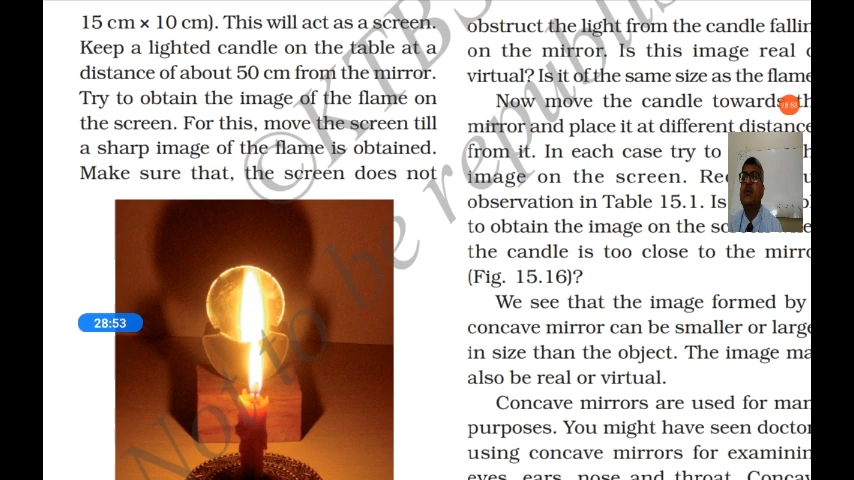 15 cm × 10 cm). This will act as a screen.
Keep a lighted candle on the table at a
distance of about 50 cm from the mirror.
Try to obtain the image of the flame on
the screen. For this, move the screen till
a sharp image of the flame is obtained.
Make sure that, the screen does not
28:53
obstruct the light from the candle fallin
on the mirror. Is this image real o
virtual? Is it of the same size as the flame
Now move the candle towards th
28:53
mirror and place it at different distance
from it. In each case try to
image on the screen. Rec
observation in Table 15.1. Is
to obtain the image on the
the candle is too close to the mirro
(Fig. 15.16)?
We see that the image formed by
concave mirror can be smaller or large
in size than the object. The image ma
also be real or virtual.
Concave mirrors are used for man
purposes. You might have seen doctor
using concave mirrors for examinin
eyes, ears, nose and throat. Concav
©KTBS
Not to be republis